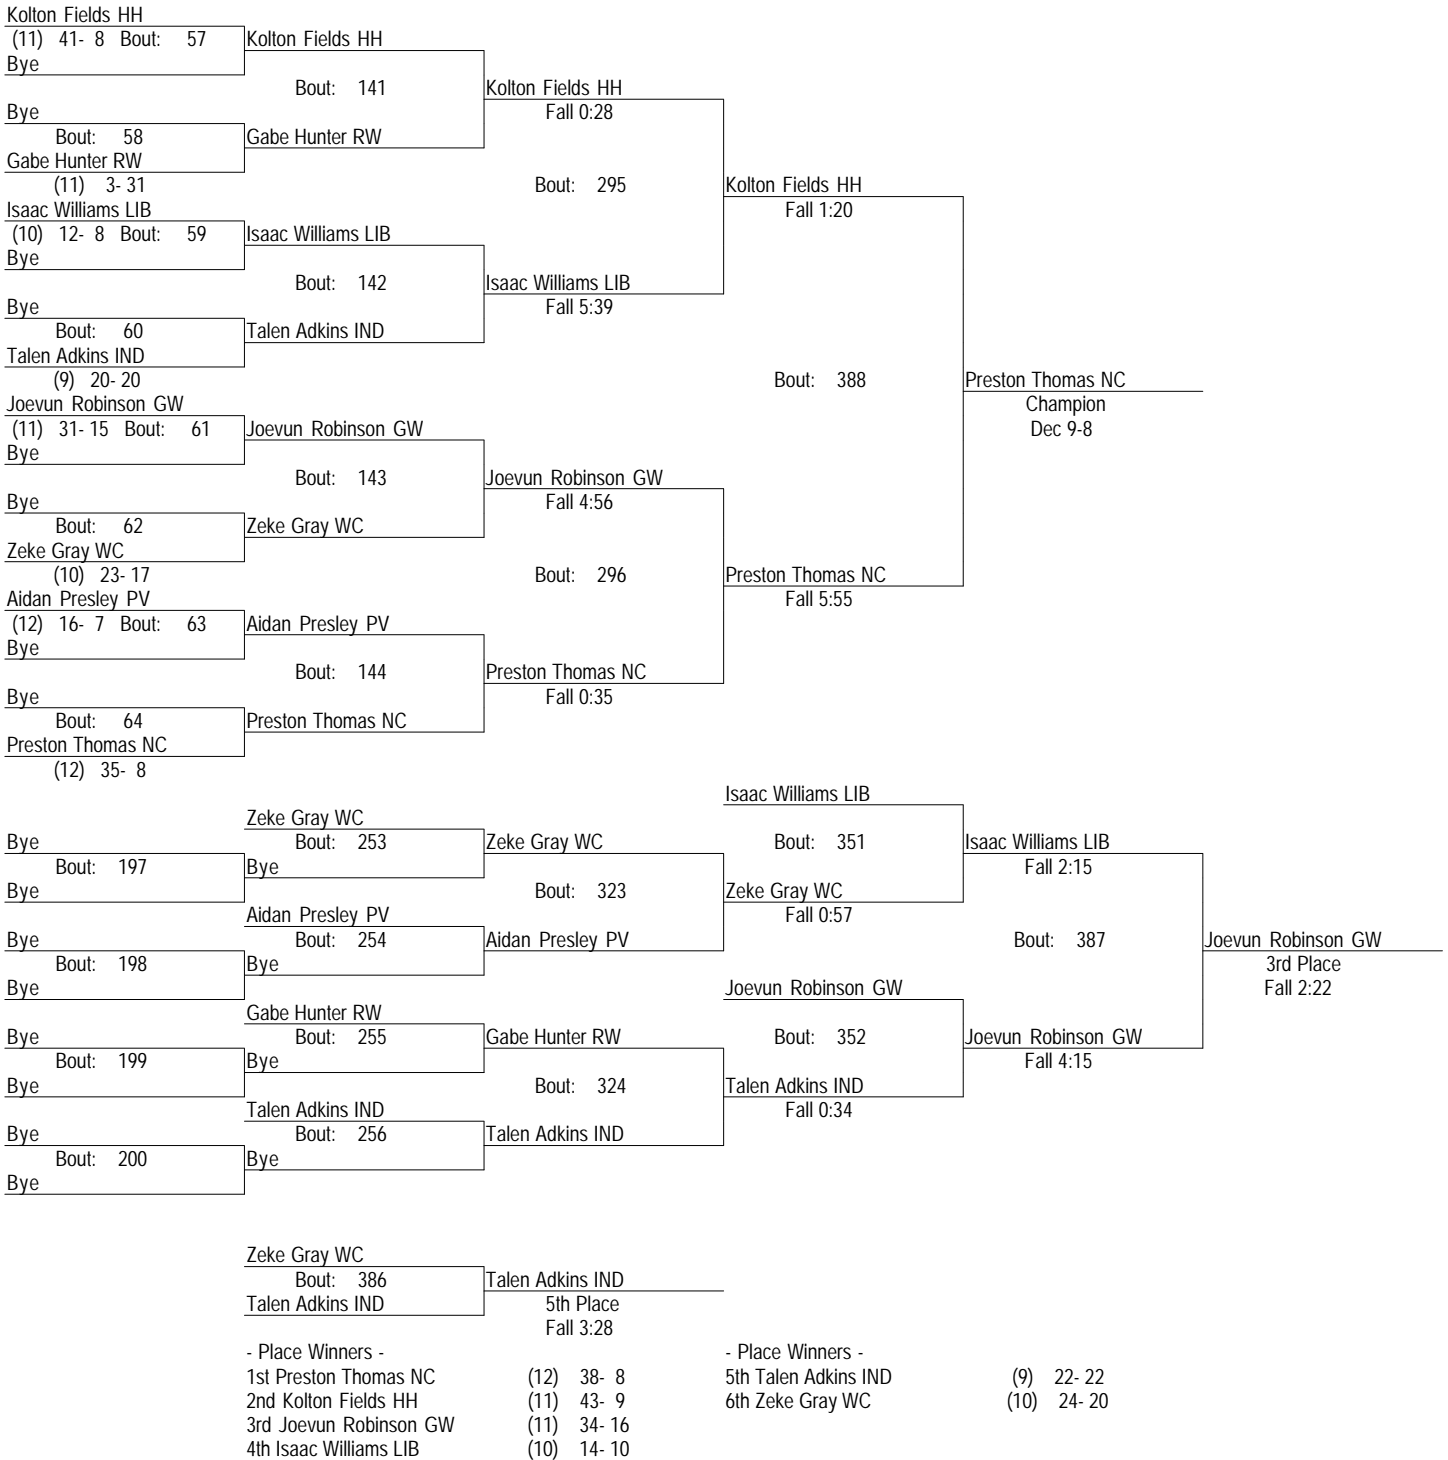 Kolton Fields HH
(11) 41- 8 Bout: 57
Bye
Kolton Fields HH
Bout: 141
Kolton Fields HH
Fall 0:28
Bye
Bout: 58
Gabe Hunter RW
Gabe Hunter RW
(11) 3- 31
Bout: 295
Kolton Fields HH
Fall 1:20
Isaac Williams LIB
(10) 12- 8 Bout: 59
Bye
Isaac Williams LIB
Bout: 142
Isaac Williams LIB
Fall 5:39
Bye
Bout: 60
Talen Adkins IND
Talen Adkins IND
(9) 20- 20
Bout: 388
Preston Thomas NC
Champion
Dec 9-8
Joevun Robinson GW
(11) 31- 15 Bout: 61
Bye
Joevun Robinson GW
Bout: 143
Joevun Robinson GW
Fall 4:56
Bye
Bout: 62
Zeke Gray WC
Zeke Gray WC
(10) 23- 17
Bout: 296
Preston Thomas NC
Fall 5:55
Aidan Presley PV
(12) 16- 7 Bout: 63
Bye
Aidan Presley PV
Bout: 144
Preston Thomas NC
Fall 0:35
Bye
Bout: 64
Preston Thomas NC
Preston Thomas NC
(12) 35- 8
Isaac Williams LIB
Zeke Gray WC
Bye
Bout: 253
Zeke Gray WC
Bout: 351
Isaac Williams LIB
Bout: 197
Bye
Fall 2:15
Bye
Bout: 323
Zeke Gray WC
Aidan Presley PV
Fall 0:57
Bye
Bout: 254
Aidan Presley PV
Bout: 387
Joevun Robinson GW
Bout: 198
Bye
3rd Place
Bye
Joevun Robinson GW
Fall 2:22
Gabe Hunter RW
Bye
Bout: 255
Gabe Hunter RW
Bout: 352
Joevun Robinson GW
Bout: 199
Bye
Fall 4:15
Bye
Bout: 324
Talen Adkins IND
Talen Adkins IND
Fall 0:34
Bye
Bout: 256
Talen Adkins IND
Bout: 200
Bye
Bye
Zeke Gray WC
Bout: 386
Talen Adkins IND
Talen Adkins IND
5th Place
Fall 3:28
- Place Winners -
1st Preston Thomas NC (12) 38- 8
2nd Kolton Fields HH (11) 43- 9
3rd Joevun Robinson GW (11) 34- 16
4th Isaac Williams LIB (10) 14- 10
- Place Winners -
5th Talen Adkins IND (9) 22- 22
6th Zeke Gray WC (10) 24- 20